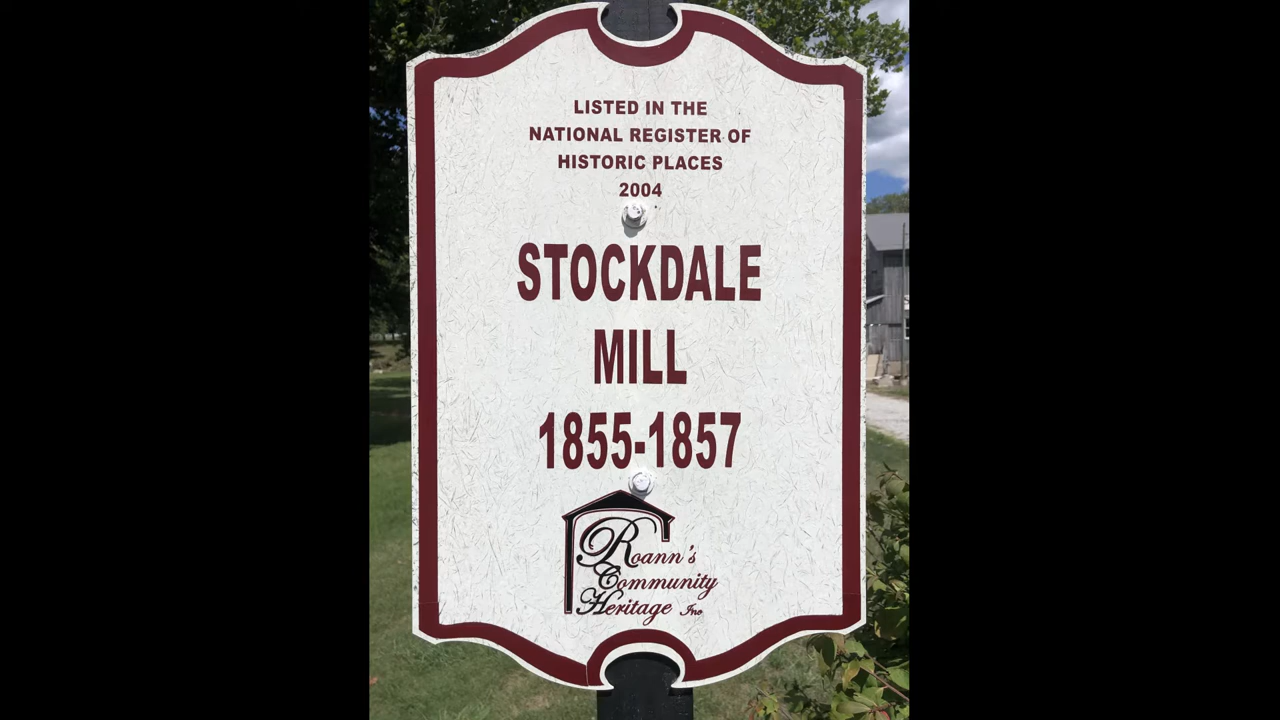 LISTED IN THE
NATIONAL REGISTER OF
HISTORIC PLACES
2004
STOCKDALE
MILL
1855-1857
Roann's
Community
Heritage Inc